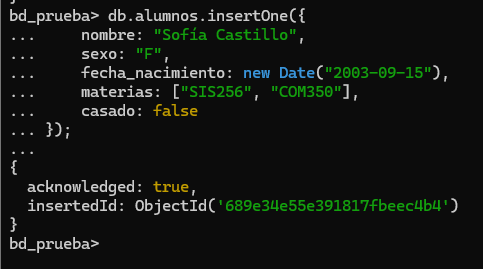 bd_prueba> db.alumnos.insertOne({
...     nombre: "Sofía Castillo",
...     sexo: "F",
...     fecha_nacimiento: new Date("2003-09-15"),
...     materias: ["SIS256", "COM350"],
...     casado: false
... });
...
{
  acknowledged: true,
  insertedId: ObjectId('689e34e55e391817fbeec4b4')
}
bd_prueba>